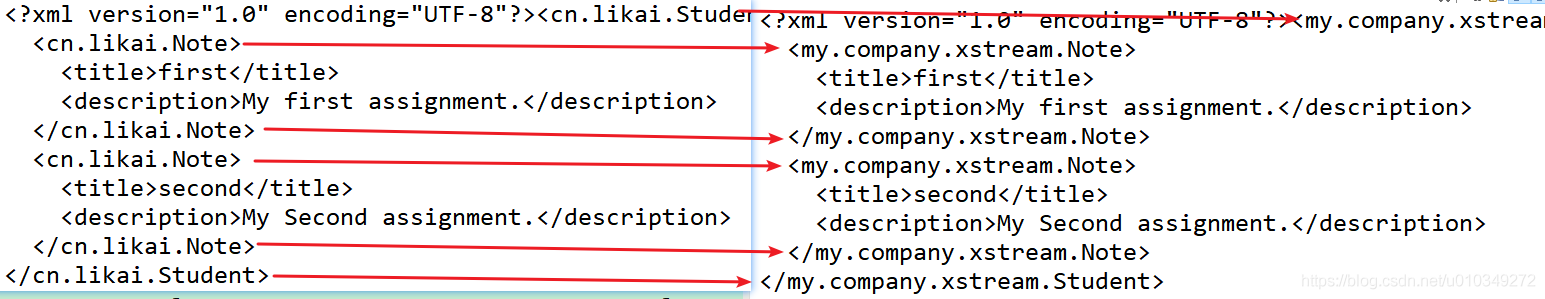 <?xml version="1.0" encoding="UTF-8"?><cn.likai.Studen
<cn.likai.Note>
<title>first</title>
<description>My first assignment.</description>
</cn.likai.Note>
<cn.likai.Note>
<title>second</title>
<description>My Second assignment.</description>
</cn.likai.Note>
</cn.likai.Student>
<?xml version="1.0" encoding="UTF-8"?><my.company.xstream
<my.company.xstream.Note>
<title>first</title>
<description>My first assignment.</description>
</my.company.xstream.Note>
<my.company.xstream.Note>
<title>second</title>
<description>My Second assignment.</description>
</my.company.xstream.Note>
</my.company.xstream.Student>
https://blog.csdn.net/u010349272